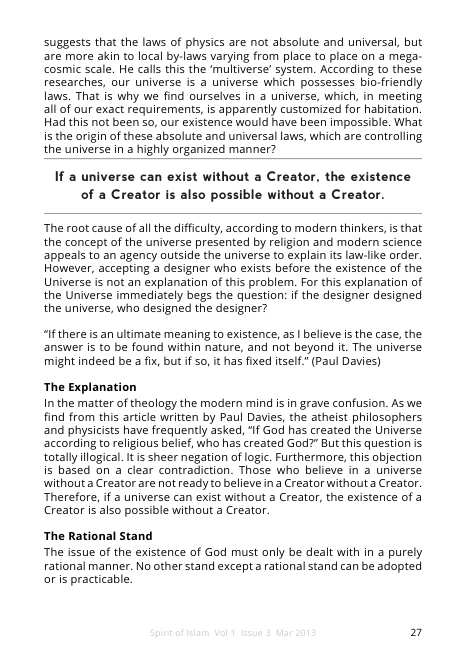 suggests that the laws of physics are not absolute and universal, but
are more akin to local by-laws varying from place to place on a mega-
cosmic scale. He calls this the ‘multiverse’ system. According to these
researches, our universe is a universe which possesses bio-friendly
laws. That is why we find ourselves in a universe, which, in meeting
all of our exact requirements, is apparently customized for habitation.
Had this not been so, our existence would have been impossible. What
is the origin of these absolute and universal laws, which are controlling
the universe in a highly organized manner?
If a universe can exist without a Creator, the existence
of a Creator is also possible without a Creator.
The root cause of all the difficulty, according to modern thinkers, is that
the concept of the universe presented by religion and modern science
appeals to an agency outside the universe to explain its law-like order.
However, accepting a designer who exists before the existence of the
Universe is not an explanation of this problem. For this explanation of
the Universe immediately begs the question: if the designer designed
the universe, who designed the designer?
“If there is an ultimate meaning to existence, as I believe is the case, the
answer is to be found within nature, and not beyond it. The universe
might indeed be a fix, but if so, it has fixed itself.” (Paul Davies)
The Explanation
In the matter of theology the modern mind is in grave confusion. As we
find from this article written by Paul Davies, the atheist philosophers
and physicists have frequently asked, “If God has created the Universe
according to religious belief, who has created God?” But this question is
totally illogical. It is sheer negation of logic. Furthermore, this objection
is based on a clear contradiction. Those who believe in a universe
without a Creator are not ready to believe in a Creator without a Creator.
Therefore, if a universe can exist without a Creator, the existence of a
Creator is also possible without a Creator.
The Rational Stand
The issue of the existence of God must only be dealt with in a purely
rational manner. No other stand except a rational stand can be adopted
or is practicable.
Spirit of Islam Vol 1 Issue 3 Mar 2013 27